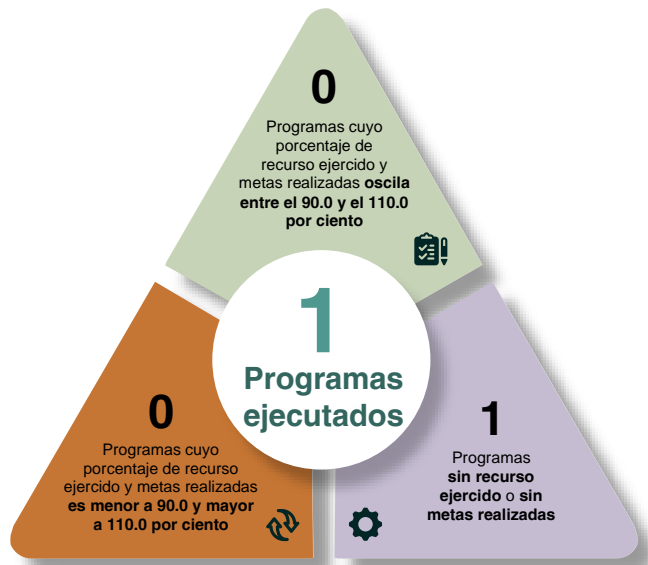 0
Programas cuyo
porcentaje de
recurso ejercido y
metas realizadas oscila
entre el 90.0 y el 110.0
por ciento
1
Programas
ejecutados
0
Programas cuyo
porcentaje de recurso
ejercido y metas realizadas
es menor a 90.0 y mayor
a 110.0 por ciento
1
Programas
sin recurso
ejercido o sin
metas realizadas